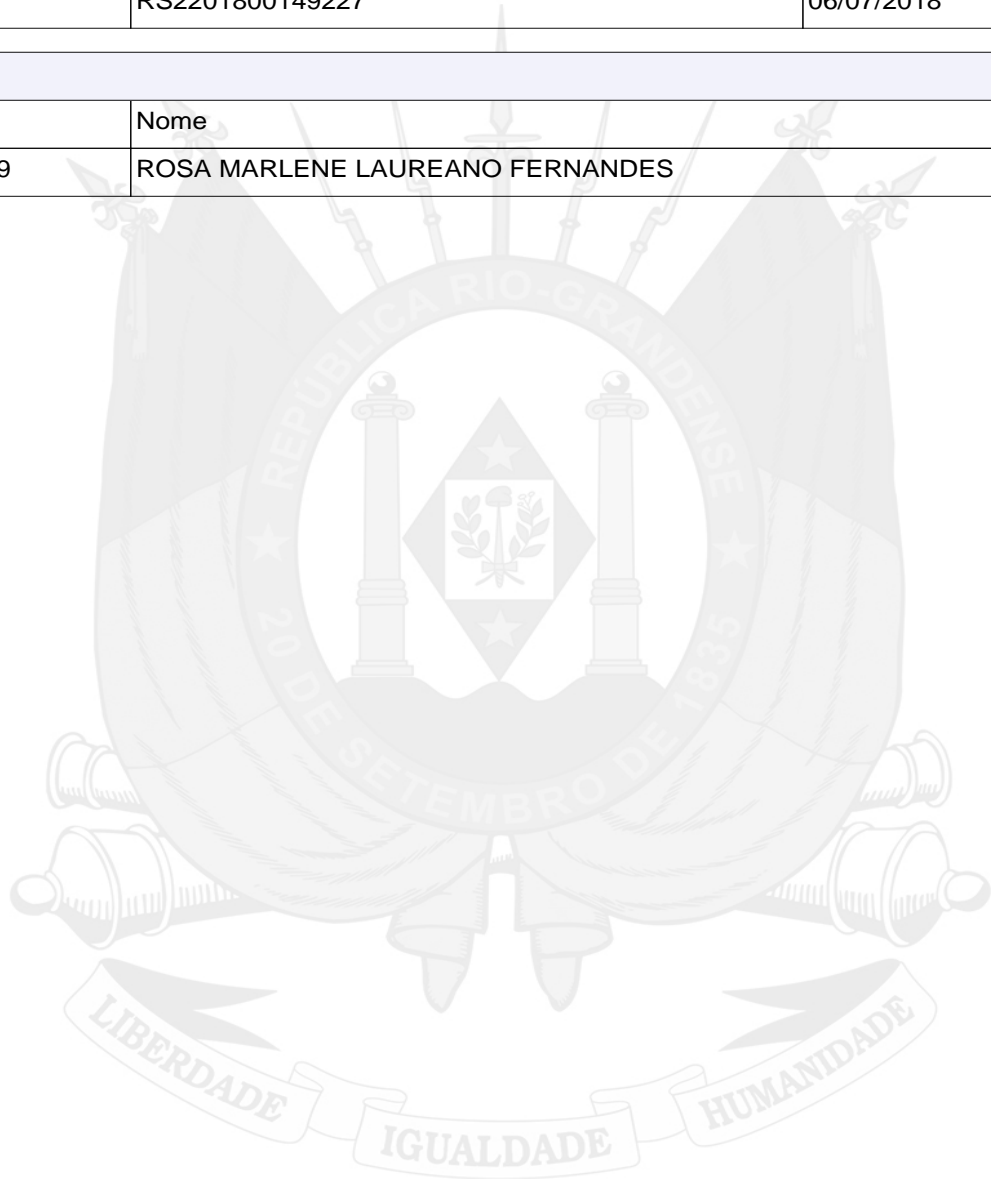 RS2201800149227 06/07/2018
Nome
9 ROSA MARLENE LAUREANO FERNANDES
REPÚBLICA RIO-GRANDENSE
20 DE SETEMBRO DE 1835
LIBERDADE IGUALDADE HUMANIDADE